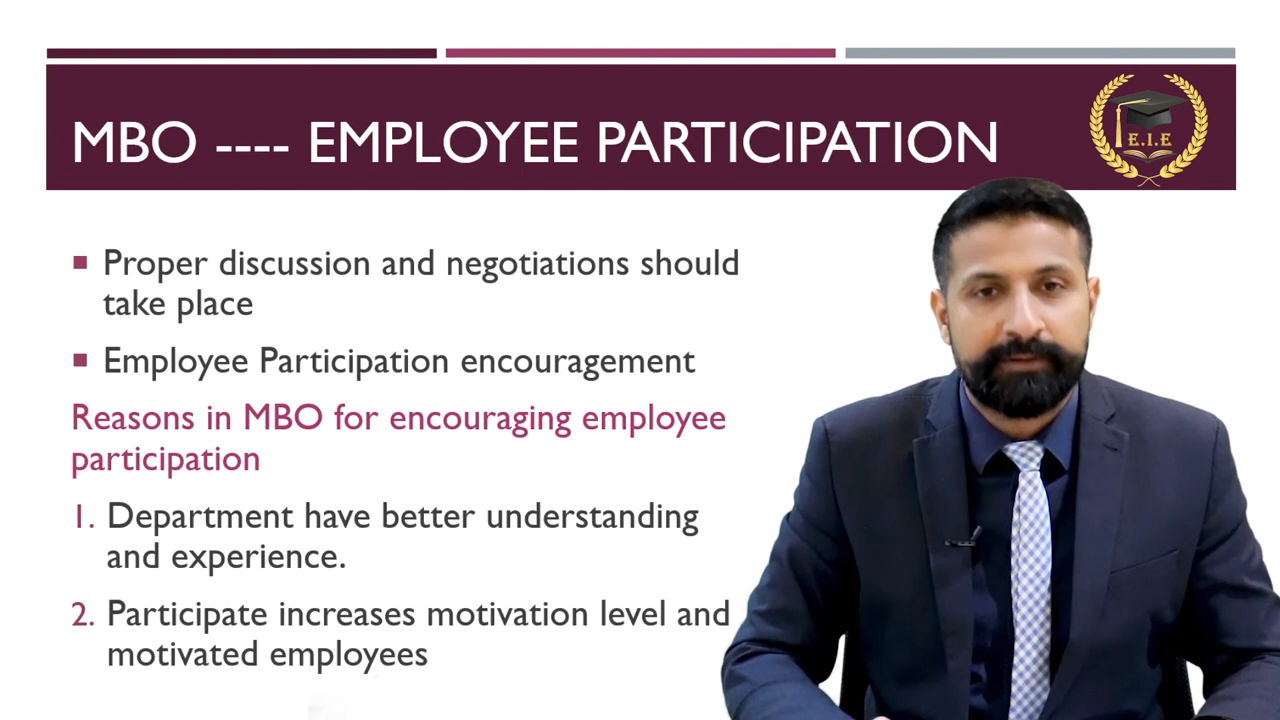 MBO ---- EMPLOYEE PARTICIPATION
E.I.E
Proper discussion and negotiations should
take place
Employee Participation encouragement
Reasons in MBO for encouraging employee
participation
1. Department have better understanding
and experience.
2. Participate increases motivation level and
motivated employees